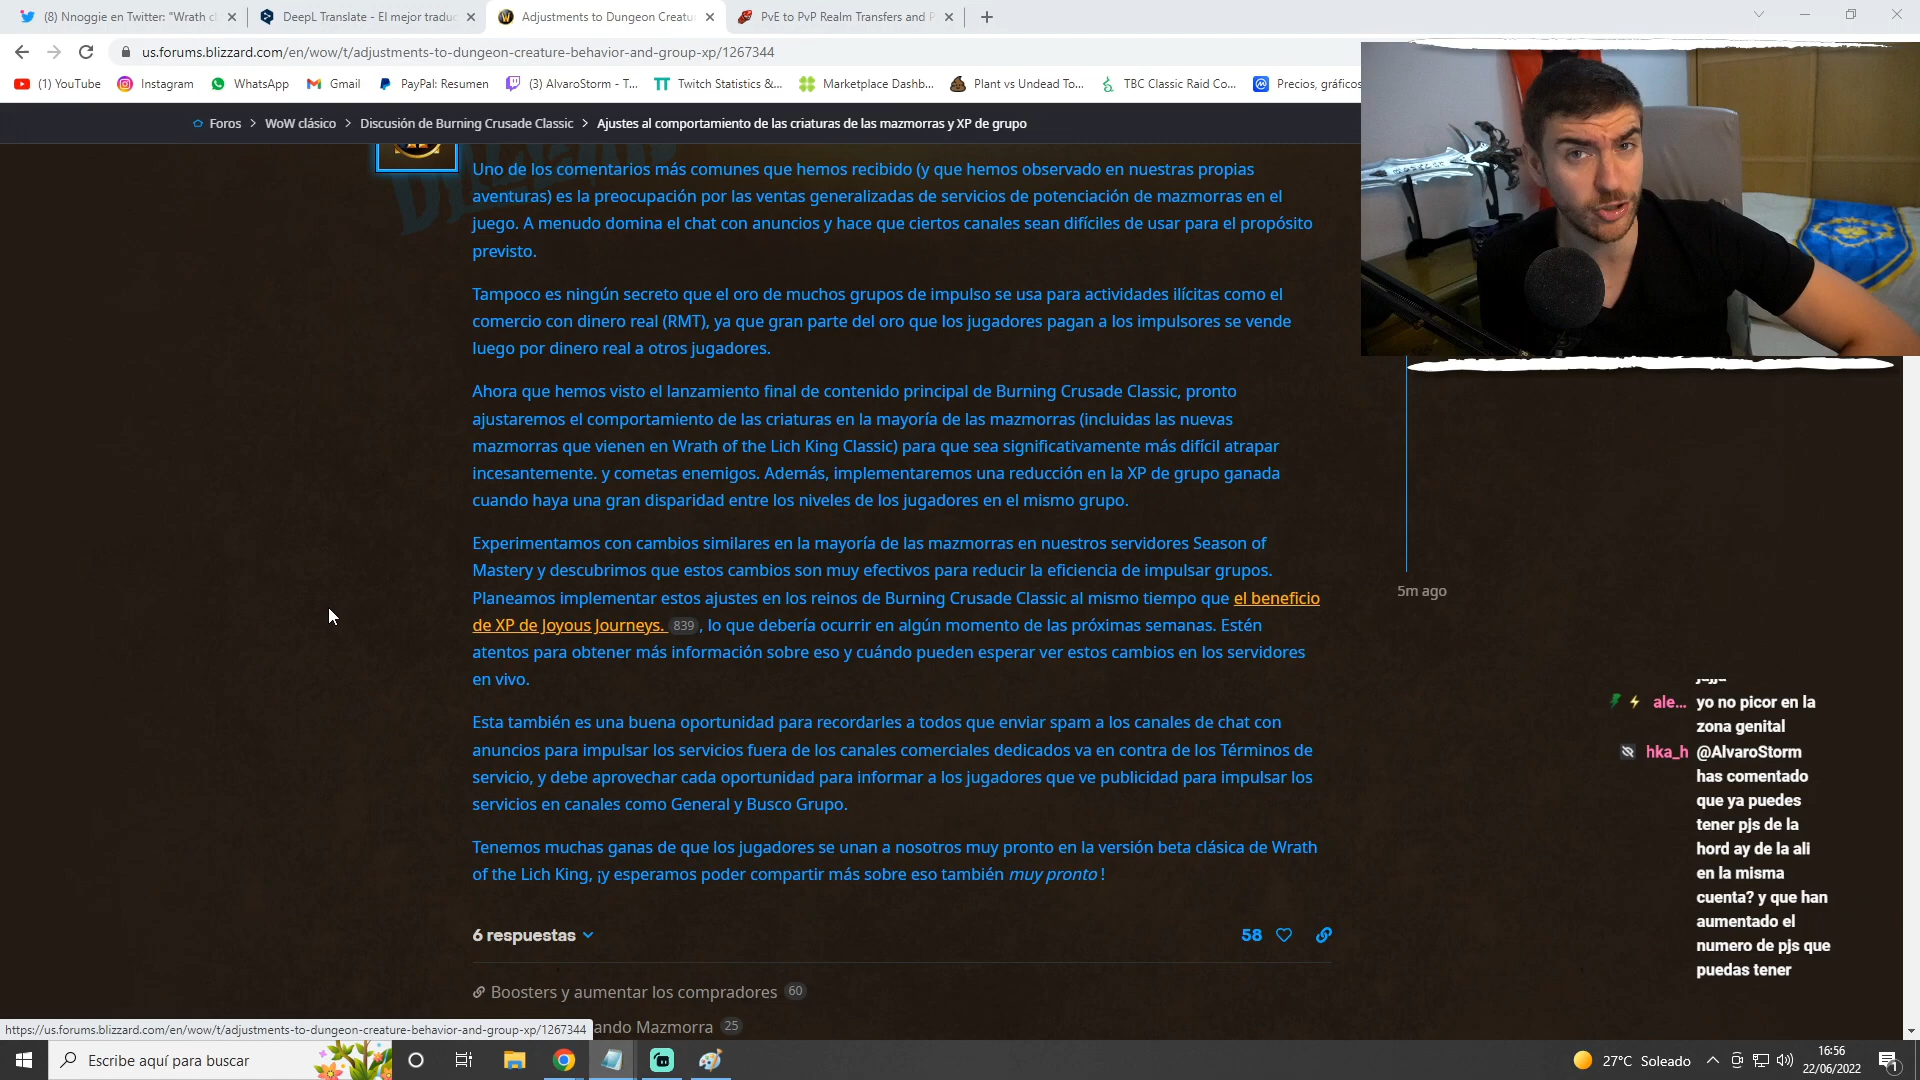 (8) Nnoggie en Twitter: "Wrath c
DeepL Translate - El mejor traduc
Adjustments to Dungeon Creatur
PvE to PvP Realm Transfers and P
us.forums.blizzard.com/en/wow/t/adjustments-to-dungeon-creature-behavior-and-group-xp/1267344
(1) YouTube
Instagram
WhatsApp
Gmail
PayPal: Resumen
(3) AlvaroStorm - T...
Twitch Statistics &...
Marketplace Dashb...
Plant vs Undead To...
TBC Classic Raid Co...
Precios, gráficos
Foros > WoW clásico > Discusión de Burning Crusade Classic > Ajustes al comportamiento de las criaturas de las mazmorras y XP de grupo
Uno de los comentarios más comunes que hemos recibido (y que hemos observado en nuestras propias
aventuras) es la preocupación por las ventas generalizadas de servicios de potenciación de mazmorras en el
juego. A menudo domina el chat con anuncios y hace que ciertos canales sean difíciles de usar para el propósito
previsto.
Tampoco es ningún secreto que el oro de muchos grupos de impulso se usa para actividades ilícitas como el
comercio con dinero real (RMT), ya que gran parte del oro que los jugadores pagan a los impulsores se vende
luego por dinero real a otros jugadores.
Ahora que hemos visto el lanzamiento final de contenido principal de Burning Crusade Classic, pronto
ajustaremos el comportamiento de las criaturas en la mayoría de las mazmorras (incluidas las nuevas
mazmorras que vienen en Wrath of the Lich King Classic) para que sea significativamente más difícil atrapar
incesantemente. y cometas enemigos. Además, implementaremos una reducción en la XP de grupo ganada
cuando haya una gran disparidad entre los niveles de los jugadores en el mismo grupo.
Experimentamos con cambios similares en la mayoría de las mazmorras en nuestros servidores Season of
Mastery y descubrimos que estos cambios son muy efectivos para reducir la eficiencia de impulsar grupos.
Planeamos implementar estos ajustes en los reinos de Burning Crusade Classic al mismo tiempo que el beneficio
de XP de Joyous Journeys. 839 , lo que debería ocurrir en algún momento de las próximas semanas. Estén
atentos para obtener más información sobre eso y cuándo pueden esperar ver estos cambios en los servidores
en vivo.
Esta también es una buena oportunidad para recordarles a todos que enviar spam a los canales de chat con
anuncios para impulsar los servicios fuera de los canales comerciales dedicados va en contra de los Términos de
servicio, y debe aprovechar cada oportunidad para informar a los jugadores que ve publicidad para impulsar los
servicios en canales como General y Busco Grupo.
Tenemos muchas ganas de que los jugadores se unan a nosotros muy pronto en la versión beta clásica de Wrath
of the Lich King, ¡y esperamos poder compartir más sobre eso también muy pronto !
6 respuestas
58
Boosters y aumentar los compradores 60
ando Mazmorra 25
5m ago
ale... yo no picor en la
zona genital
hka_h @AlvaroStorm
has comentado
que ya puedes
tener pjs de la
hord ay de la ali
en la misma
cuenta? y que han
aumentado el
numero de pjs que
puedas tener
https://us.forums.blizzard.com/en/wow/t/adjustments-to-dungeon-creature-behavior-and-group-xp/1267344
Escribe aquí para buscar
27°C Soleado
16:56
22/06/2022
1